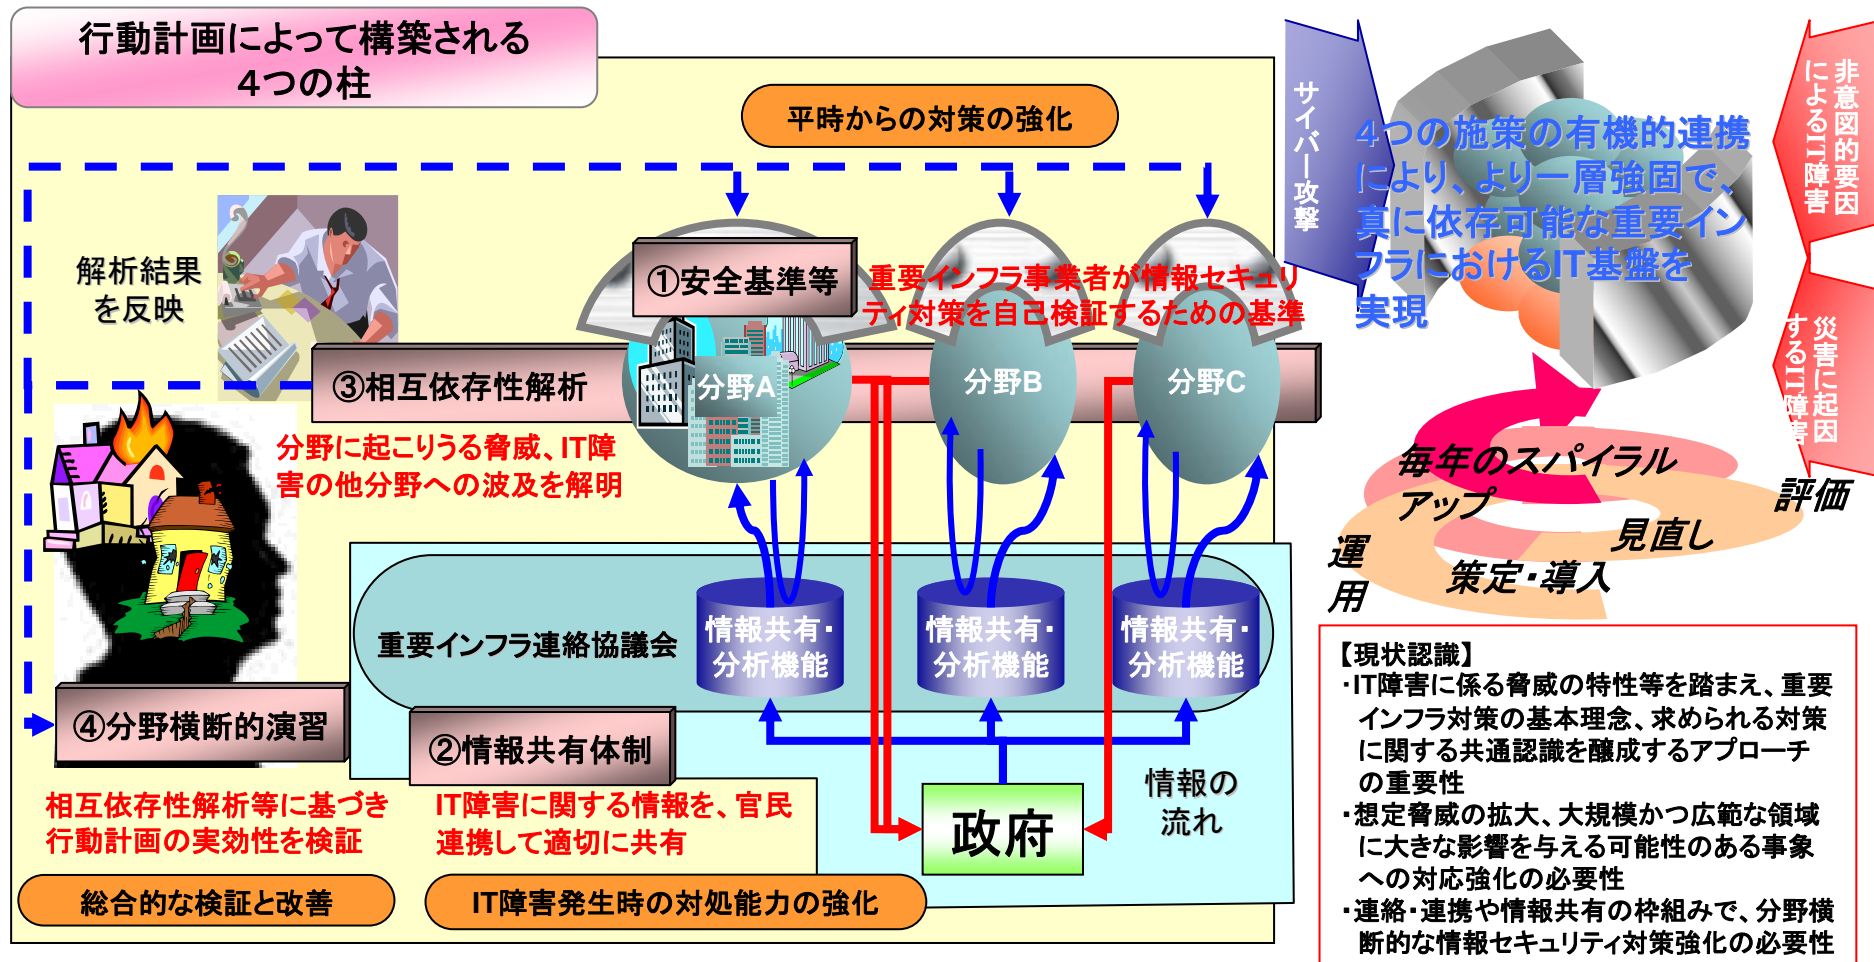 行動計画によって構築される
4つの柱
平時からの対策の強化
解析結果
を反映
①安全基準等
重要インフラ事業者が情報セキュリ
ティ対策を自己検証するための基準
③相互依存性解析
分野A
分野B
分野C
分野に起こりうる脅威、IT障
害の他分野への波及を解明
重要インフラ連絡協議会
情報共有・
分析機能
情報共有・
分析機能
情報共有・
分析機能
④分野横断的演習
②情報共有体制
相互依存性解析等に基づき
行動計画の実効性を検証
IT障害に関する情報を、官民
連携して適切に共有
政府
情報の
流れ
総合的な検証と改善
IT障害発生時の対処能力の強化
サイバー攻撃
4つの施策の有機的連携
により、より一層強固で、
真に依存可能な重要イン
フラにおけるIT基盤を
実現
非意図的要因
によるIT障害
災害に起因
するIT障害
毎年のスパイラル
アップ
評価
見直し
運
用
策定・導入
【現状認識】
・IT障害に係る脅威の特性等を踏まえ、重要
インフラ対策の基本理念、求められる対策
に関する共通認識を醸成するアプローチ
の重要性
・想定脅威の拡大、大規模かつ広範な領域
に大きな影響を与える可能性のある事象
への対応強化の必要性
・連絡・連携や情報共有の枠組みで、分野横
断的な情報セキュリティ対策強化の必要性